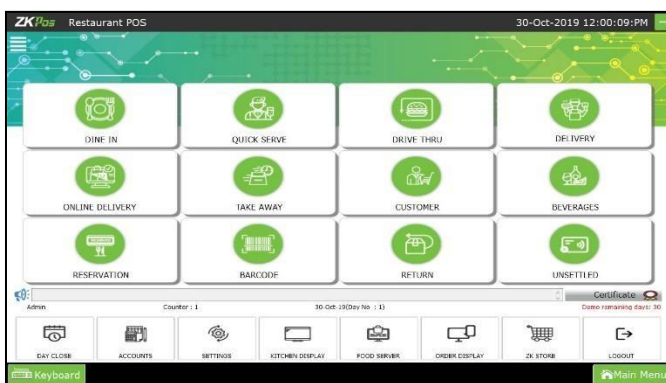 ZKPos Restaurant POS 30-Oct-2019 12:00:09:PM
DINE IN QUICK SERVE DRIVE THRU DELIVERY
ONLINE DELIVERY TAKE AWAY CUSTOMER BEVERAGES
RESERVATION BARCODE RETURN UNSETTLED
Certificate
Admin Counter : 1 30-Oct-19(Day No : 1) Demo remaining days: 30
DAY CLOSE ACCOUNTS SETTINGS KITCHEN DISPLAY FOOD SERVER ORDER DISPLAY ZK STORE LOGOUT
Keyboard Main Menu